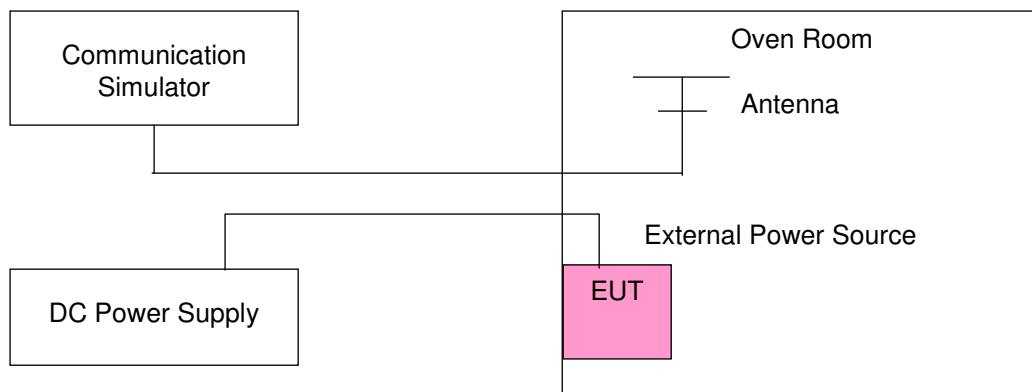 Communication
Simulator
Oven Room
Antenna
External Power Source
DC Power Supply
EUT